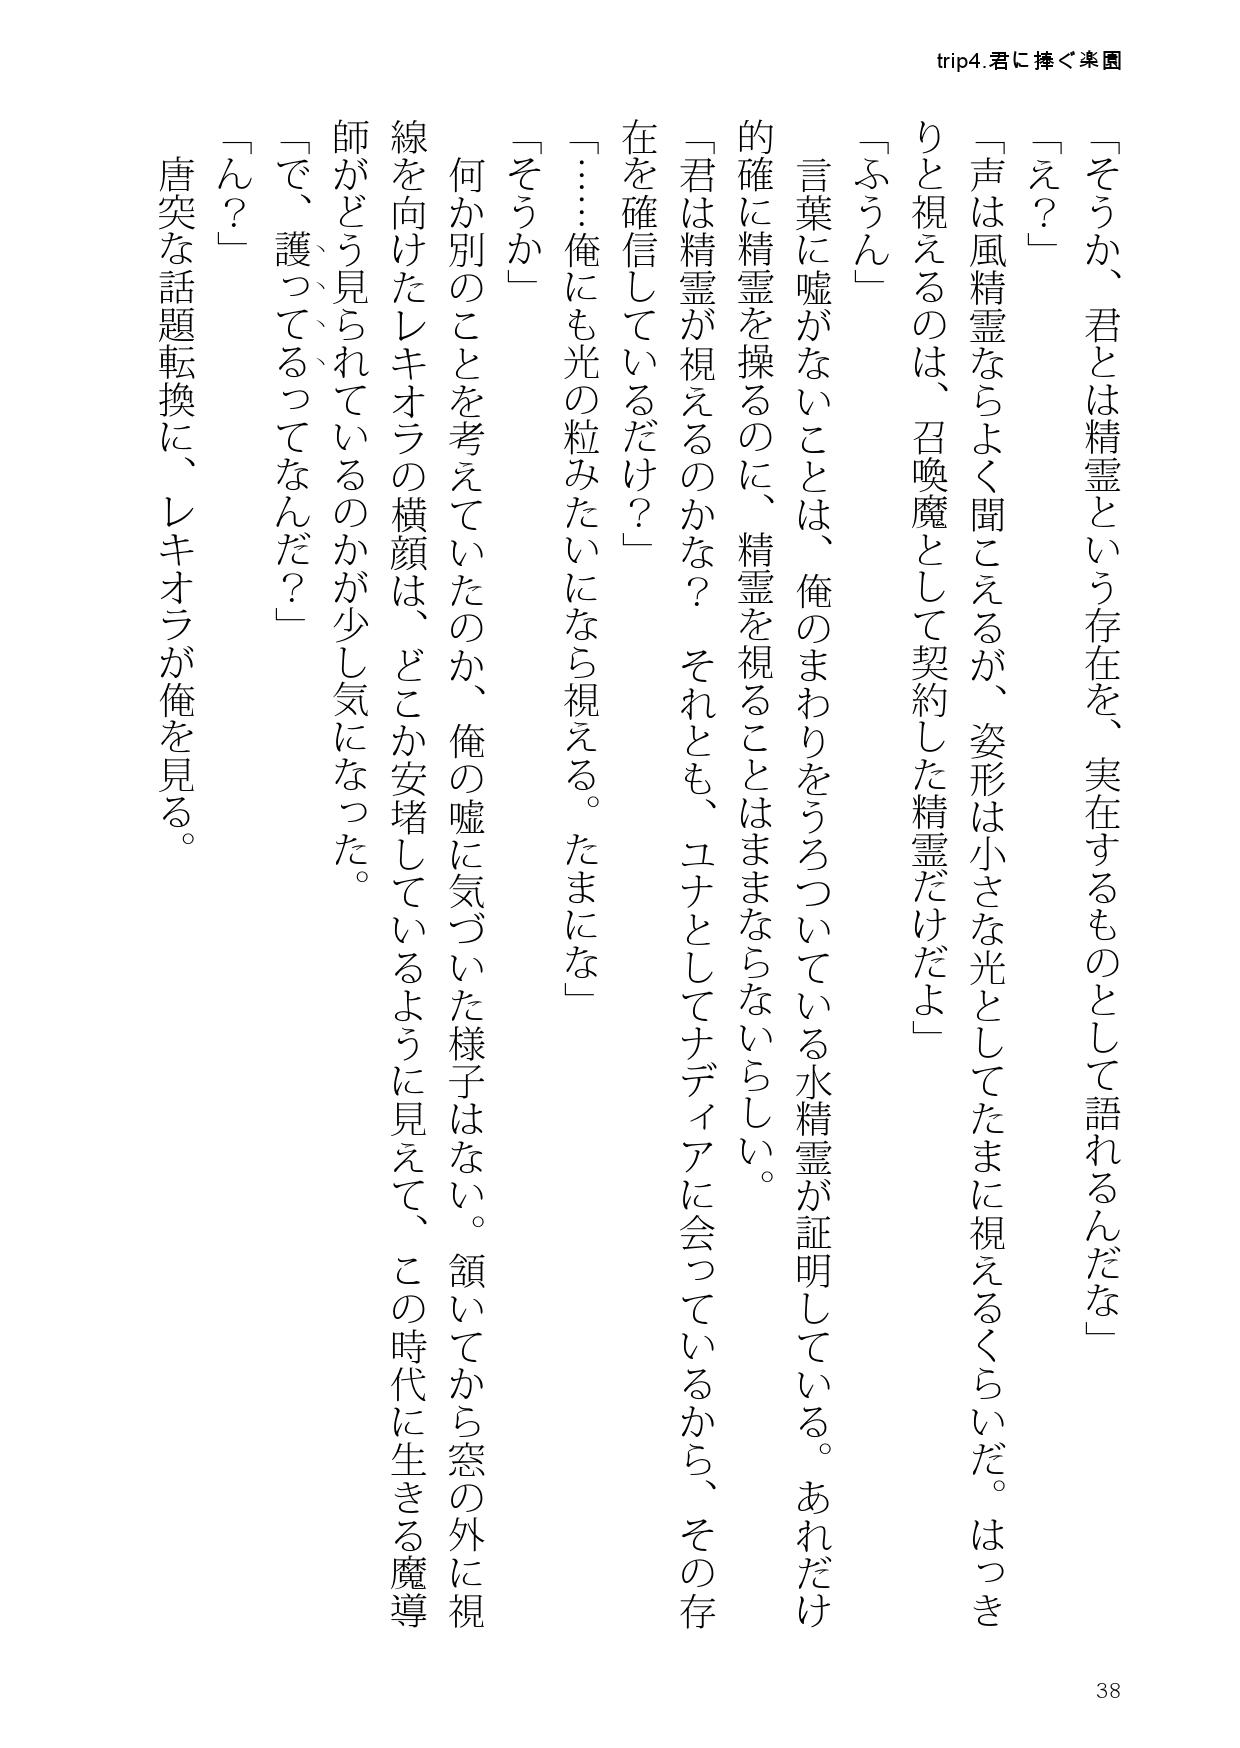 trip4.君に捧ぐ楽園
「そうか、君とは精霊という存在を、実在するものとして語れるんだな」
「え？」
「声は風精霊ならよく聞こえるが、姿形は小さな光としてたまに視えるくらいだ。はっき
りと視えるのは、召喚魔として契約した精霊だけだよ」
「ふうん」
　言葉に嘘がないことは、俺のまわりをうろついている水精霊が証明している。あれだけ
的確に精霊を操るのに、精霊を視ることはままならないらしい。
「君は精霊が視えるのかな？　それとも、ユナとしてナディアに会っているから、その存
在を確信しているだけ？」
「……俺にも光の粒みたいになら視える。たまにな」
「そうか」
　何か別のことを考えていたのか、俺の嘘に気づいた様子はない。頷いてから窓の外に視
線を向けたレキオラの横顔は、どこか安堵しているように見えて、この時代に生きる魔導
師がどう見られているのかが少し気になった。
「で、護ってるってなんだ？」
「ん？」
　唐突な話題転換に、レキオラが俺を見る。
38